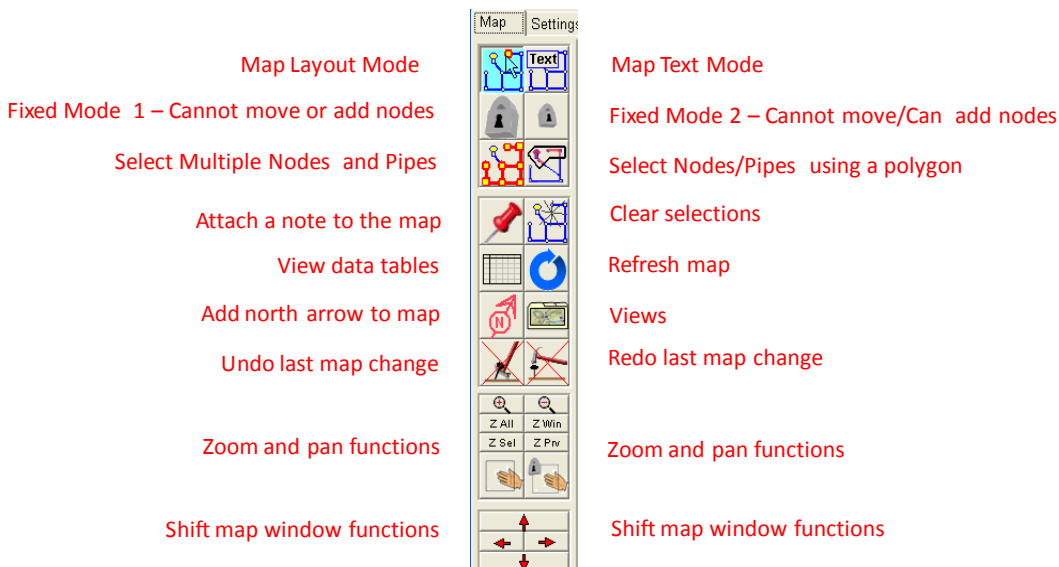 Map Settings
Map Layout Mode
Text
Map Text Mode
Fixed Mode 1 – Cannot move or add nodes
Fixed Mode 2 – Cannot move/Can add nodes
Select Multiple Nodes and Pipes
Select Nodes/Pipes using a polygon
Attach a note to the map
Clear selections
View data tables
Refresh map
Add north arrow to map
N
Views
Undo last map change
Redo last map change
Z All Z Win
Z Sel Z Prv
Zoom and pan functions
Zoom and pan functions
Shift map window functions
Shift map window functions